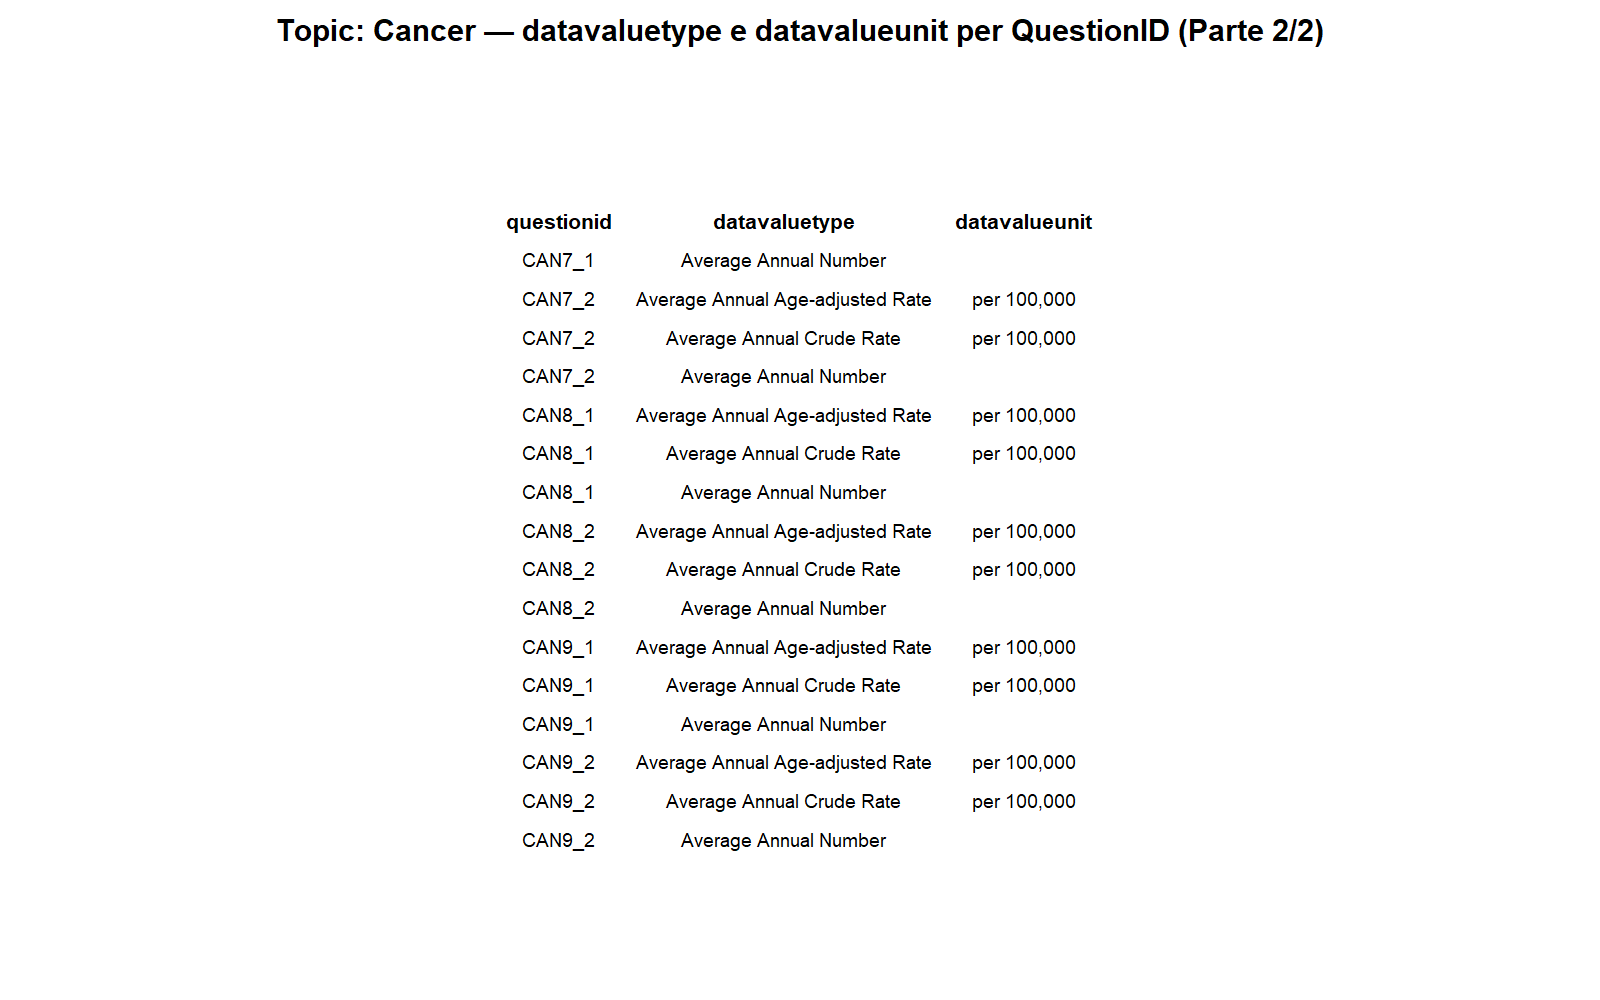 Topic: Cancer — datavaluetype e datavalueunit per QuestionID (Parte 2/2)
questionid datavaluetype datavalueunit
CAN7_1 Average Annual Number
CAN7_2 Average Annual Age-adjusted Rate per 100,000
CAN7_2 Average Annual Crude Rate per 100,000
CAN7_2 Average Annual Number
CAN8_1 Average Annual Age-adjusted Rate per 100,000
CAN8_1 Average Annual Crude Rate per 100,000
CAN8_1 Average Annual Number
CAN8_2 Average Annual Age-adjusted Rate per 100,000
CAN8_2 Average Annual Crude Rate per 100,000
CAN8_2 Average Annual Number
CAN9_1 Average Annual Age-adjusted Rate per 100,000
CAN9_1 Average Annual Crude Rate per 100,000
CAN9_1 Average Annual Number
CAN9_2 Average Annual Age-adjusted Rate per 100,000
CAN9_2 Average Annual Crude Rate per 100,000
CAN9_2 Average Annual Number